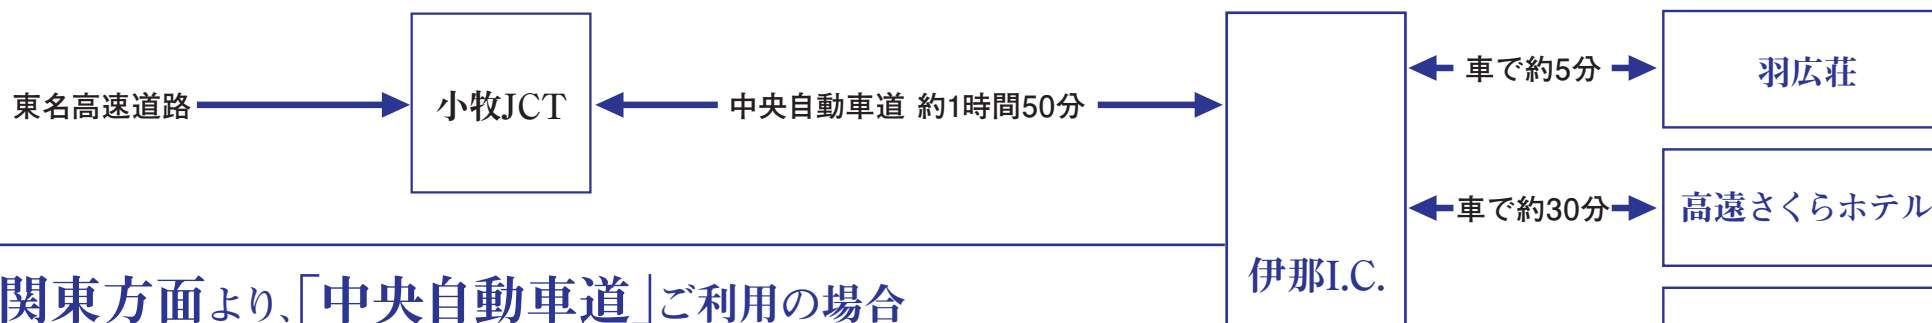 東名高速道路
小牧JCT
中央自動車道 約1時間50分
車で約5分
羽広荘
車で約30分
高遠さくらホテル
伊那I.C.
関東方面より、「中央自動車道」ご利用の場合